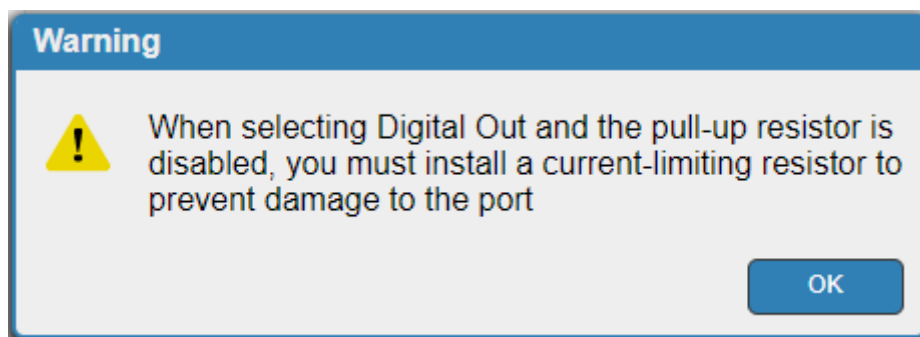 Warning
When selecting Digital Out and the pull-up resistor is
disabled, you must install a current-limiting resistor to
prevent damage to the port
OK